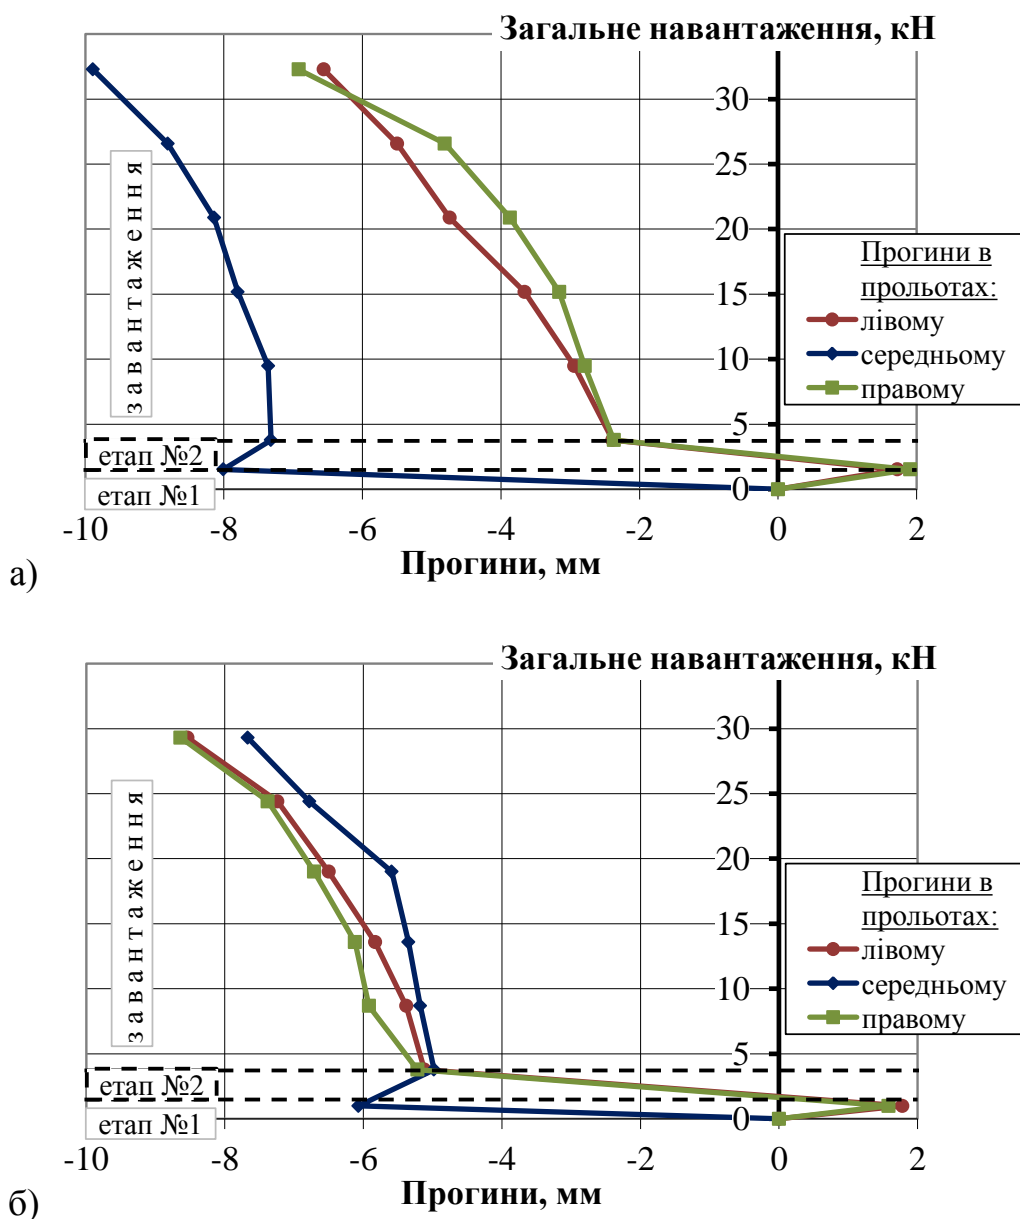 Загальне навантаження, кН
30
25
20
15
10
5
0
завантаження
етап №2
етап №1
Прогини в
прольотах:
лівому
середньому
правому
-10 -8 -6 -4 -2 0 2
Прогини, мм
а)
Загальне навантаження, кН
30
25
20
15
10
5
0
завантаження
етап №2
етап №1
Прогини в
прольотах:
лівому
середньому
правому
-10 -8 -6 -4 -2 0 2
Прогини, мм
б)